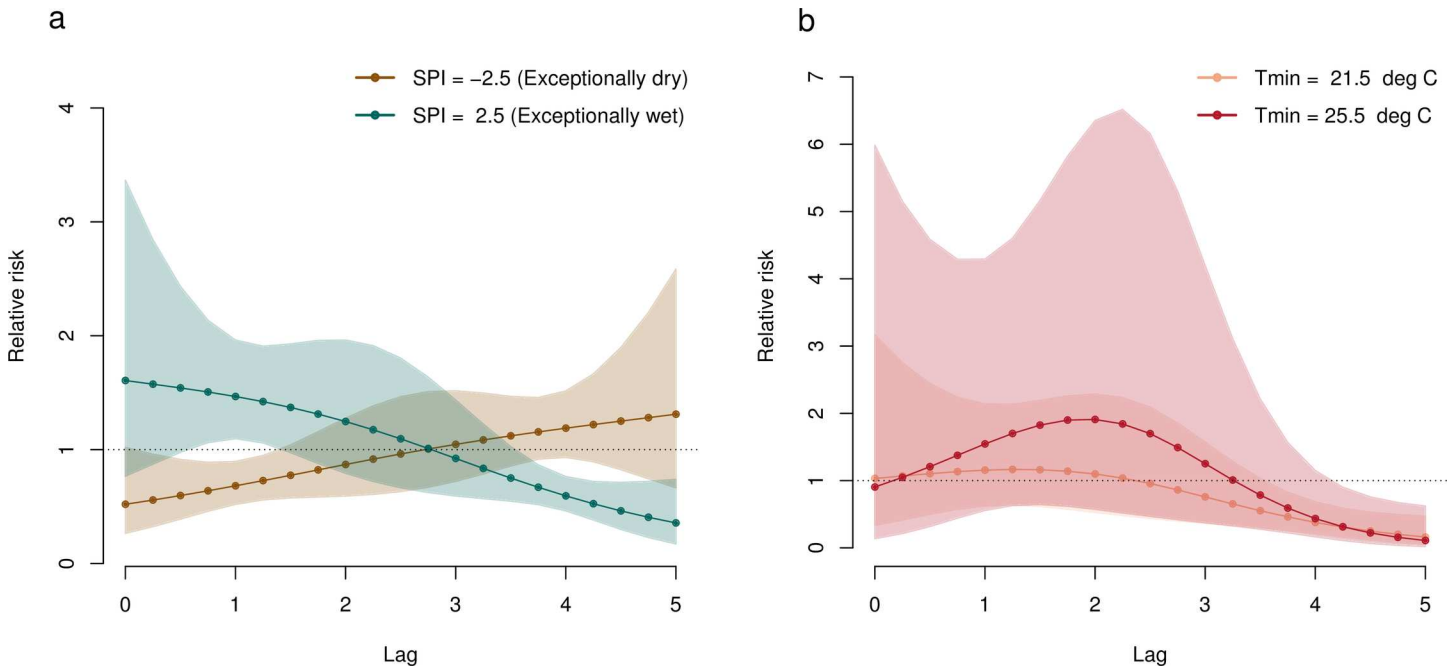 a
SPI = −2.5 (Exceptionally dry)
SPI = 2.5 (Exceptionally wet)
Relative risk
4
3
2
1
0
0 1 2 3 4 5
Lag
b
Tmin = 21.5 deg C
Tmin = 25.5 deg C
Relative risk
7
6
5
4
3
2
1
0
0 1 2 3 4 5
Lag